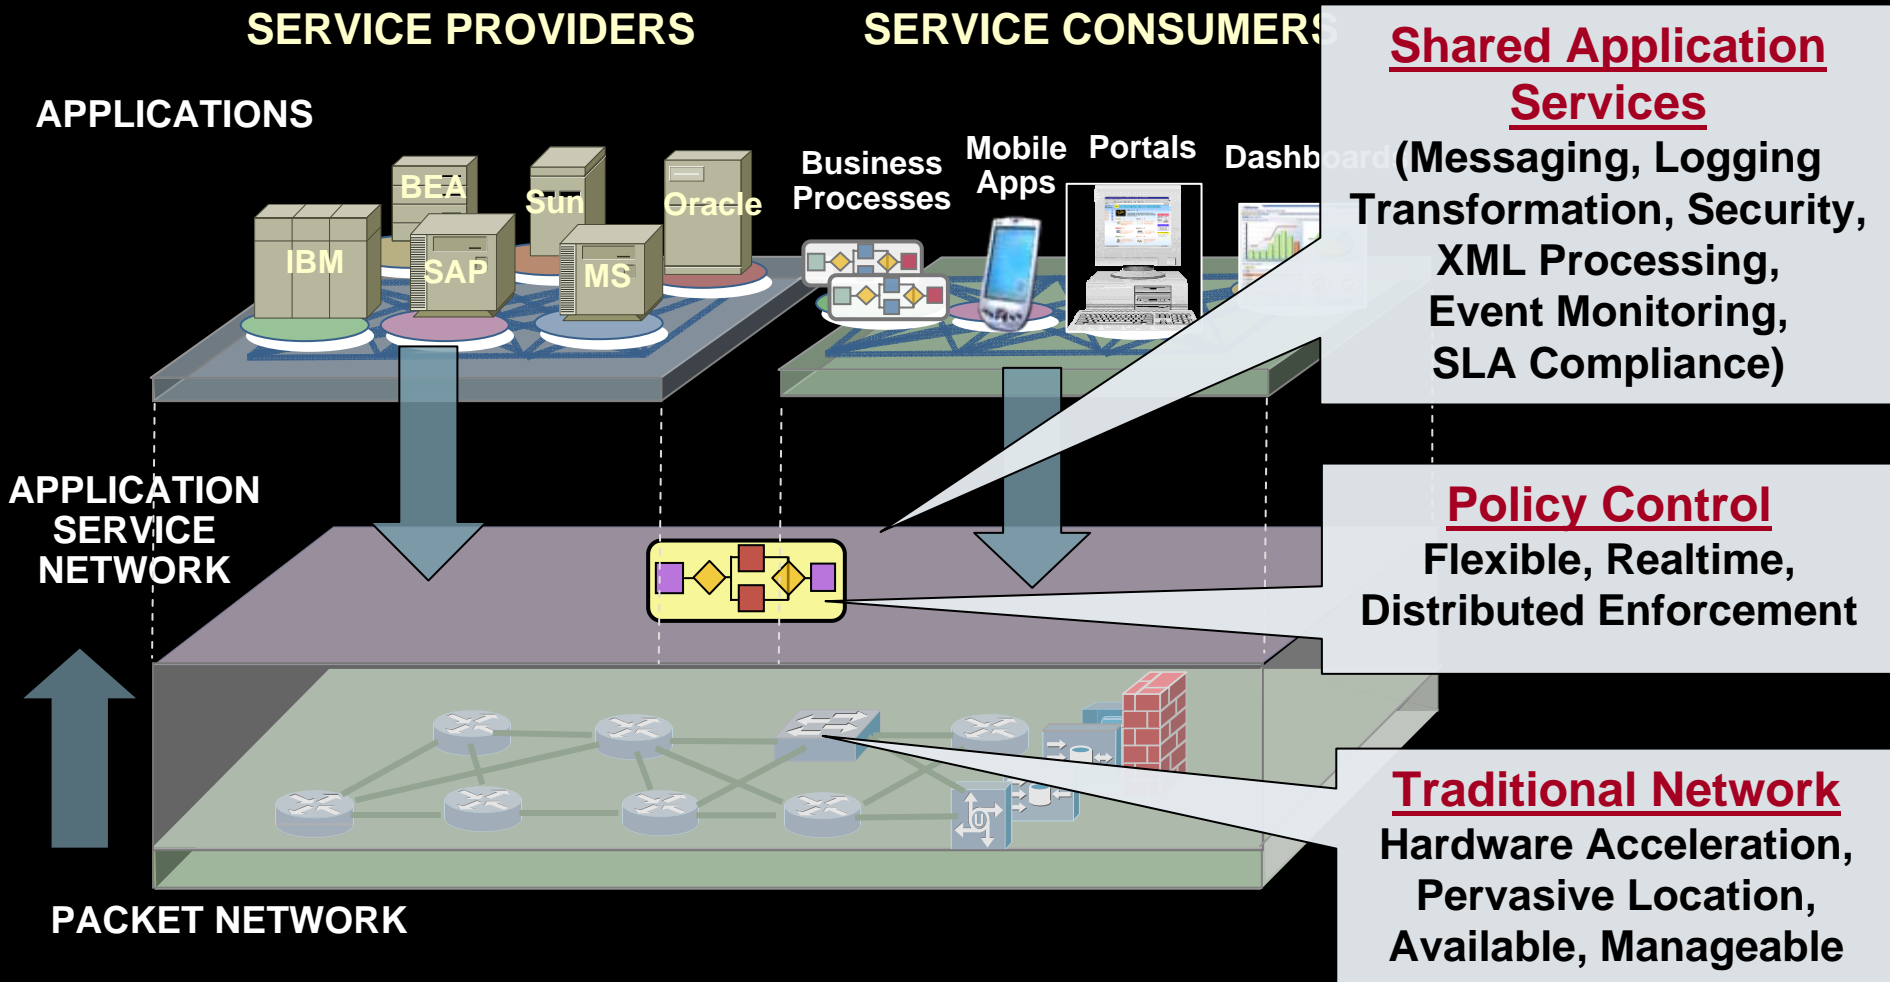 SERVICE PROVIDERS
SERVICE CONSUMERS
APPLICATIONS
BEA
Sun
Oracle
IBM
SAP
MS
Business
Processes
Mobile
Apps
Portals
Dashboards
APPLICATION
SERVICE
NETWORK
U
PACKET NETWORK
Shared Application
Services
(Messaging, Logging
Transformation, Security,
XML Processing,
Event Monitoring,
SLA Compliance)
Policy Control
Flexible, Realtime,
Distributed Enforcement
Traditional Network
Hardware Acceleration,
Pervasive Location,
Available, Manageable